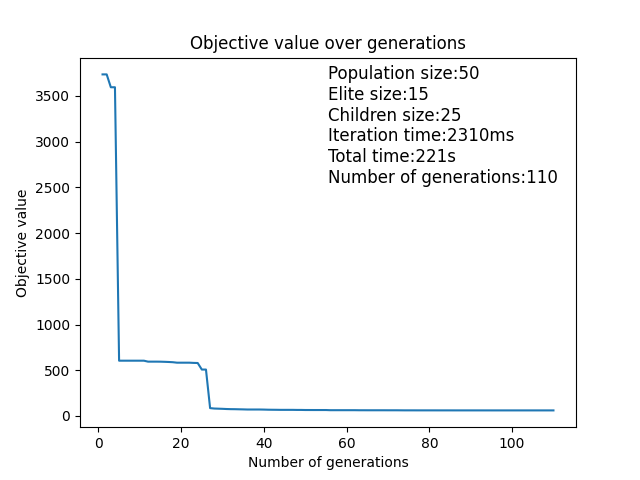 Objective value over generations
Population size:50
Elite size:15
Children size:25
Iteration time:2310ms
Total time:221s
Number of generations:110
Objective value
3500
3000
2500
2000
1500
1000
500
0
0 20 40 60 80 100
Number of generations